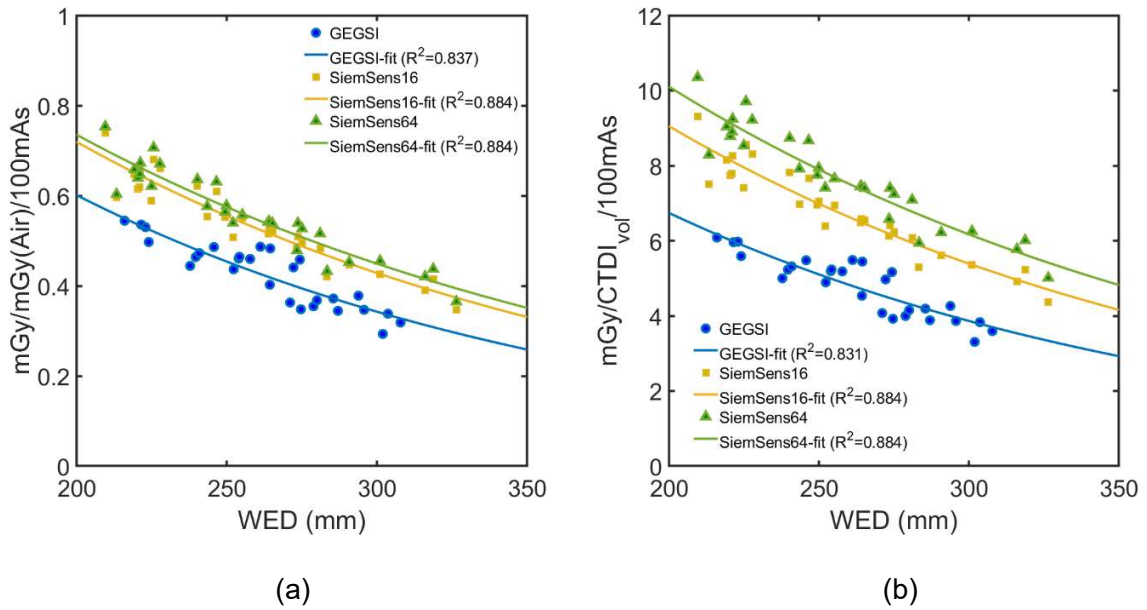 1
0.8
0.6
0.4
0.2
0
200
250
300
350
mGy/mGy(Air)/100mAs
WED (mm)
GEGSI
GEGSI-fit (R²=0.837)
SiemSens16
SiemSens16-fit (R²=0.884)
SiemSens64
SiemSens64-fit (R²=0.884)
(a)
12
10
8
6
4
2
0
200
250
300
350
mGy/CTDI_vol/100mAs
WED (mm)
GEGSI
GEGSI-fit (R²=0.831)
SiemSens16
SiemSens16-fit (R²=0.884)
SiemSens64
SiemSens64-fit (R²=0.884)
(b)